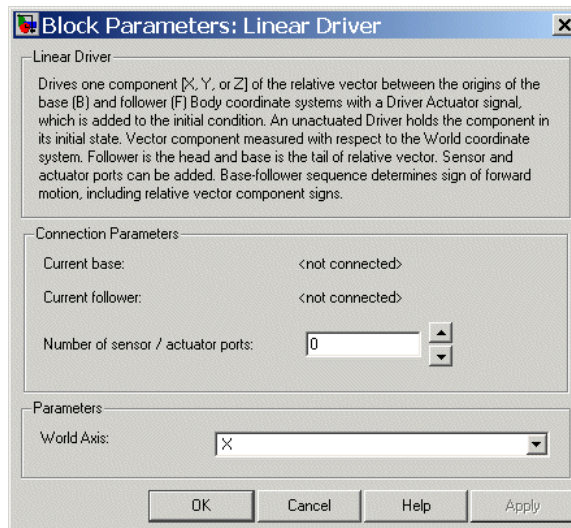 Block Parameters: Linear Driver
Linear Driver
Drives one component [X, Y, or Z] of the relative vector between the origins of the
base (B) and follower (F) Body coordinate systems with a Driver Actuator signal,
which is added to the initial condition. An unactuated Driver holds the component in
its initial state. Vector component measured with respect to the World coordinate
system. Follower is the head and base is the tail of relative vector. Sensor and
actuator ports can be added. Base-follower sequence determines sign of forward
motion, including relative vector component signs.
Connection Parameters
Current base: <not connected>
Current follower: <not connected>
Number of sensor / actuator ports: 0
Parameters
World Axis: X
OK Cancel Help Apply